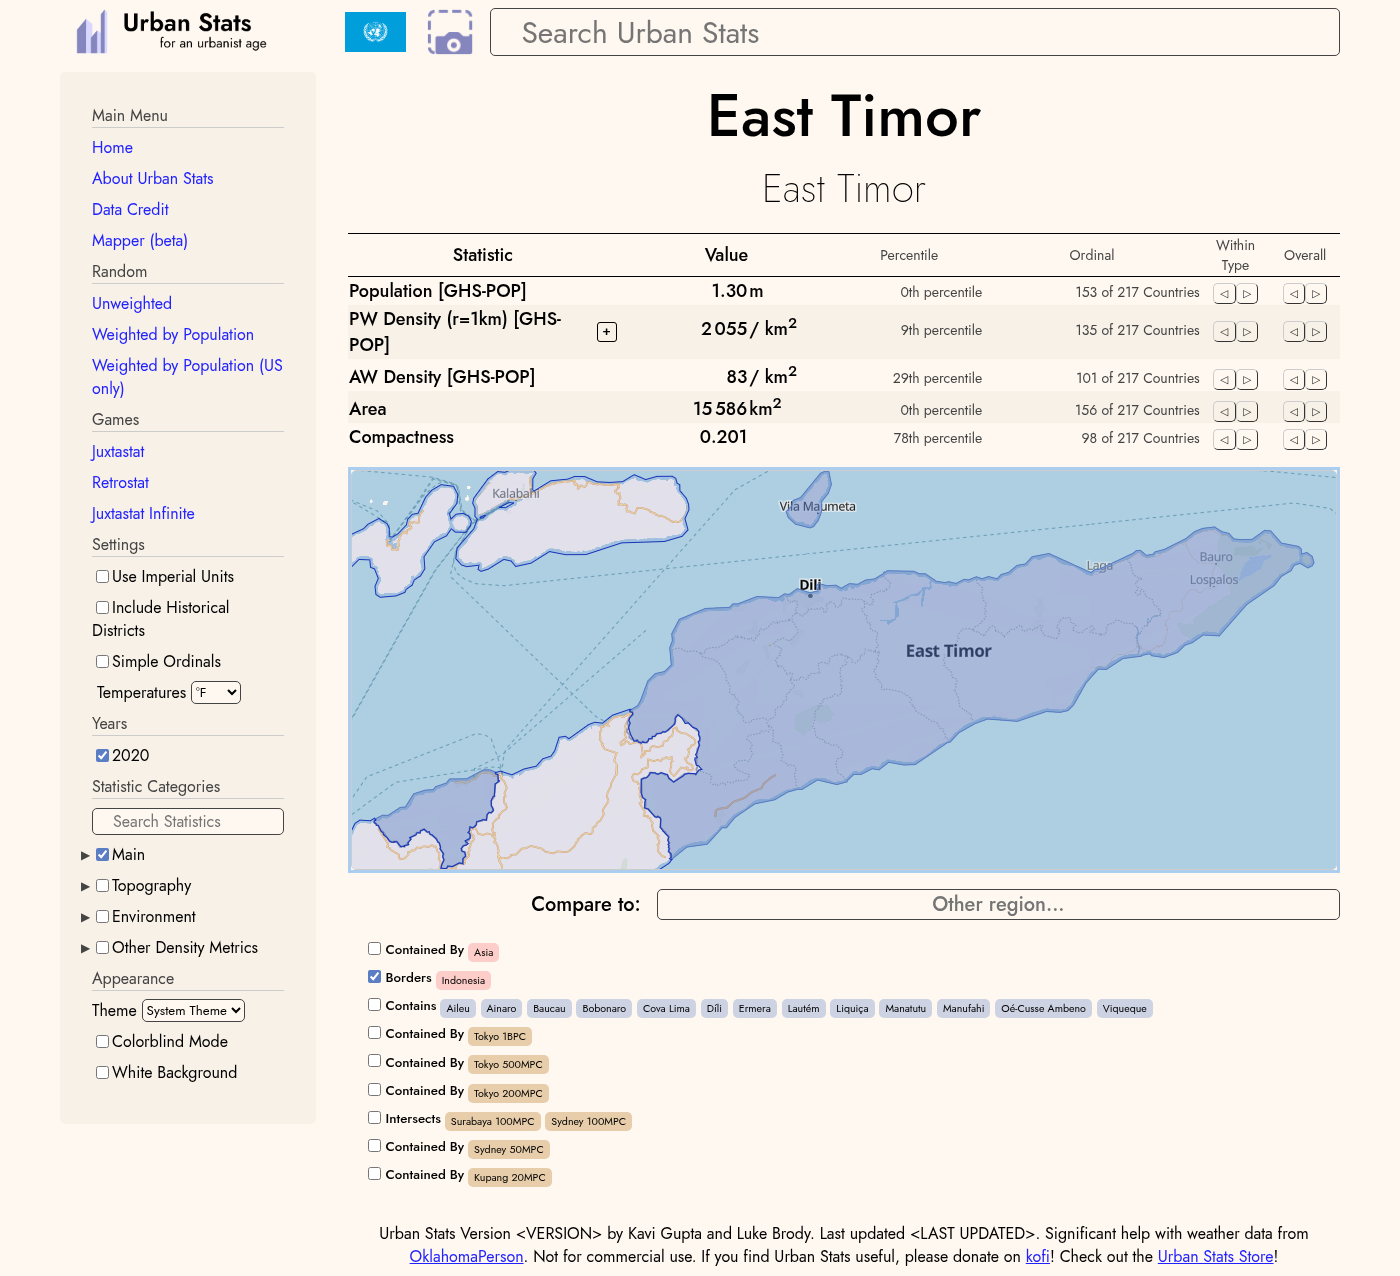 Urban Stats
for an urbanist age
Search Urban Stats
Main Menu
Home
About Urban Stats
Data Credit
Mapper (beta)
Random
Unweighted
Weighted by Population
Weighted by Population (US
only)
Games
Juxtastat
Retrostat
Juxtastat Infinite
Settings
Use Imperial Units
Include Historical
Districts
Simple Ordinals
Temperatures °F
Years
2020
Statistic Categories
Search Statistics
Main
Topography
Environment
Other Density Metrics
Appearance
Theme System Theme
Colorblind Mode
White Background
East Timor
East Timor
Statistic Value Percentile Ordinal Within Type Overall
Population [GHS-POP] 1.30 m 0th percentile 153 of 217 Countries
PW Density (r=1km) [GHS-
POP] + 2 055 / km² 9th percentile 135 of 217 Countries
AW Density [GHS-POP] 83 / km² 29th percentile 101 of 217 Countries
Area 15 586 km² 0th percentile 156 of 217 Countries
Compactness 0.201 78th percentile 98 of 217 Countries
Kalabahi
Vila Maumeta
Dili
Laga
Bauro
Lospalos
East Timor
Compare to: Other region...
Contained By Asia
Borders Indonesia
Contains Aileu Ainaro Baucau Bobonaro Cova Lima Díli Ermera Lautém Liquiça Manatutu Manufahi Oé-Cusse Ambeno Viqueque
Contained By Tokyo 1BPC
Contained By Tokyo 500MPC
Contained By Tokyo 200MPC
Intersects Surabaya 100MPC Sydney 100MPC
Contained By Sydney 50MPC
Contained By Kupang 20MPC
Urban Stats Version <VERSION> by Kavi Gupta and Luke Brody. Last updated <LAST UPDATED>. Significant help with weather data from
OklahomaPerson. Not for commercial use. If you find Urban Stats useful, please donate on kofi! Check out the Urban Stats Store!